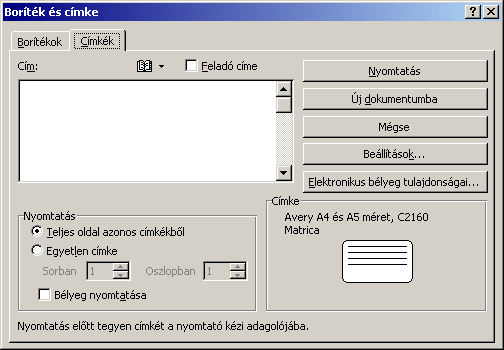 Boríték és címke
Borítékok
Címkék
Cím:
Feladó címe
Nyomtatás
Új dokumentumba
Mégse
Beállítások...
Elektronikus bélyeg tulajdonságai...
Nyomtatás
Teljes oldal azonos címkékből
Egyetlen címke
Sorban 1 Oszlopban 1
Bélyeg nyomtatása
Címke
Avery A4 és A5 méret, C2160
Matrica
Nyomtatás előtt tegyen címkét a nyomtató kézi adagolójába.